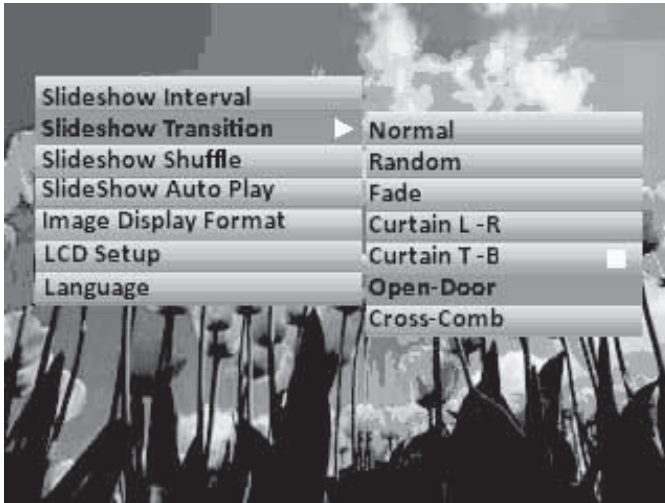 Slideshow Interval
Slideshow Transition
Slideshow Shuffle
SlideShow Auto Play
Image Display Format
LCD Setup
Language
Normal
Random
Fade
Curtain L -R
Curtain T -B
Open-Door
Cross-Comb